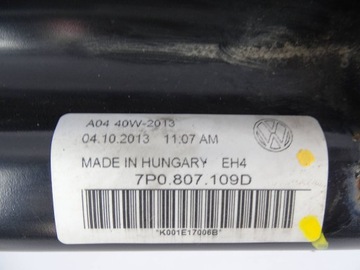 A04 40W-2013
04.10.2013 11:07 AM
MADE IN HUNGARY EH4
7P0.807.109D
"K001E17006B"